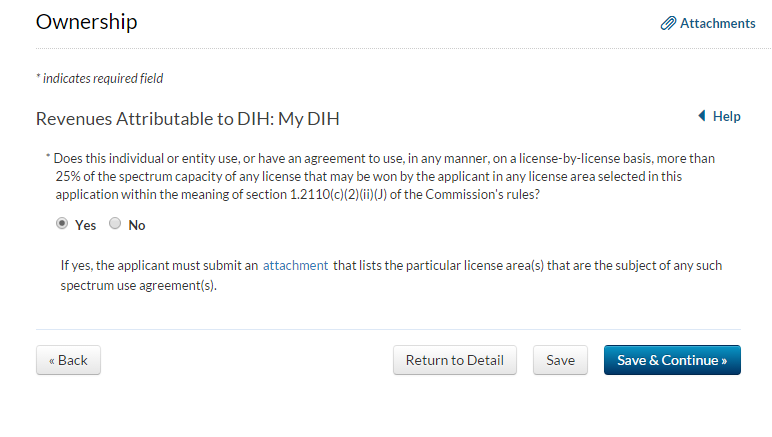 Ownership
Attachments
* indicates required field
Revenues Attributable to DIH: My DIH
Help
* Does this individual or entity use, or have an agreement to use, in any manner, on a license-by-license basis, more than
25% of the spectrum capacity of any license that may be won by the applicant in any license area selected in this
application within the meaning of section 1.2110(c)(2)(ii)(J) of the Commission's rules?
Yes No
If yes, the applicant must submit an attachment that lists the particular license area(s) that are the subject of any such
spectrum use agreement(s).
« Back Return to Detail Save Save & Continue »